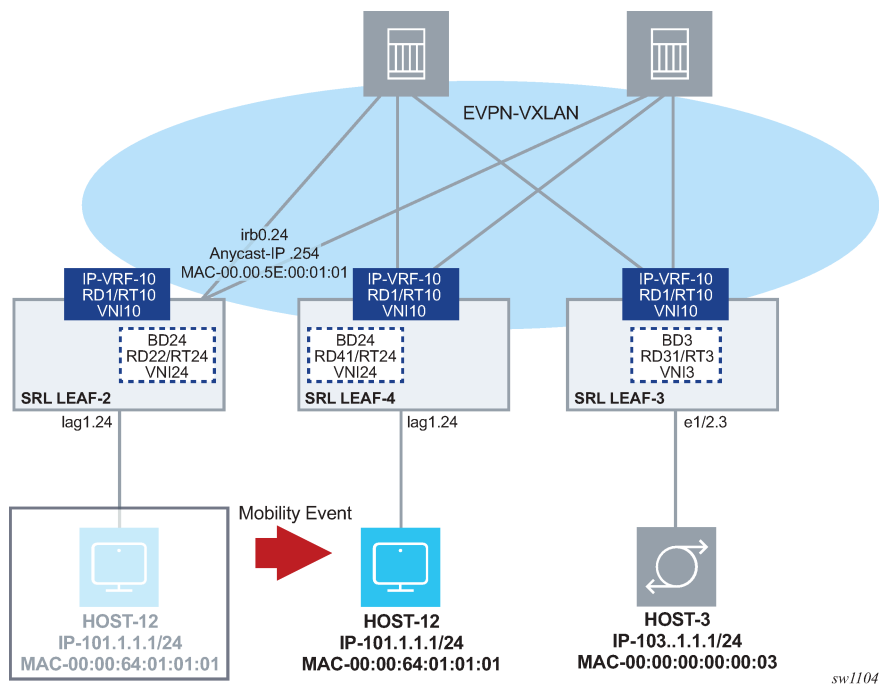 EVPN-VXLAN
irb0.24
Anycast-IP .254
MAC-00.00.5E:00:01:01
IP-VRF-10
RD1/RT10
VNI10
BD24
RD22/RT24
VNI24
SRL LEAF-2
lag1.24
IP-VRF-10
RD1/RT10
VNI10
BD24
RD41/RT24
VNI24
SRL LEAF-4
lag1.24
IP-VRF-10
RD1/RT10
VNI10
BD3
RD31/RT3
VNI3
SRL LEAF-3
e1/2.3
Mobility Event
HOST-12
IP-101.1.1.1/24
MAC-00:00:64:01:01:01
HOST-12
IP-101.1.1.1/24
MAC-00:00:64:01:01:01
HOST-3
IP-103..1.1.1/24
MAC-00:00:00:00:00:03
sw1104